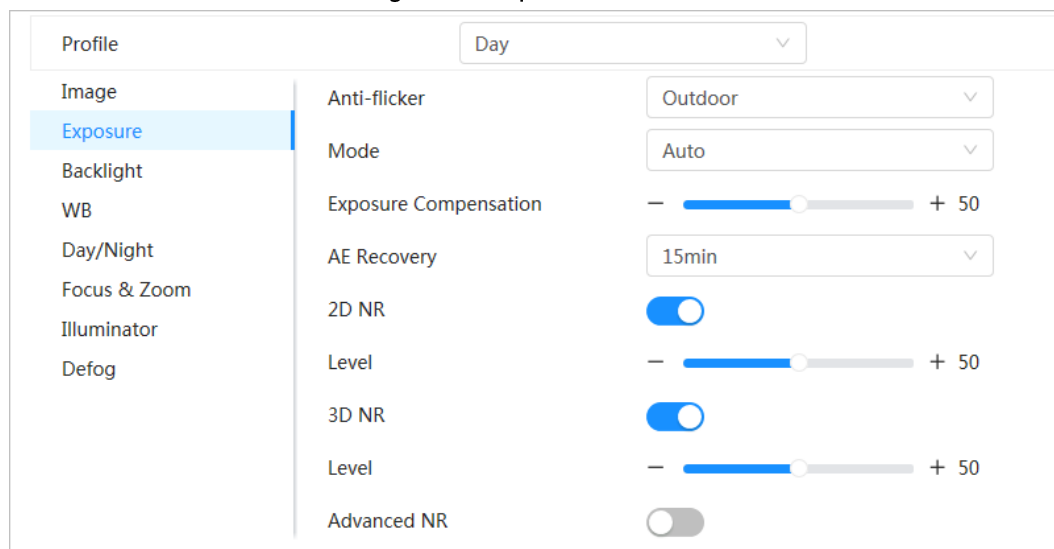 Profile Day
Image
Exposure
Backlight
WB
Day/Night
Focus & Zoom
Illuminator
Defog
Anti-flicker Outdoor
Mode Auto
Exposure Compensation 50
AE Recovery 15min
2D NR
Level 50
3D NR
Level 50
Advanced NR